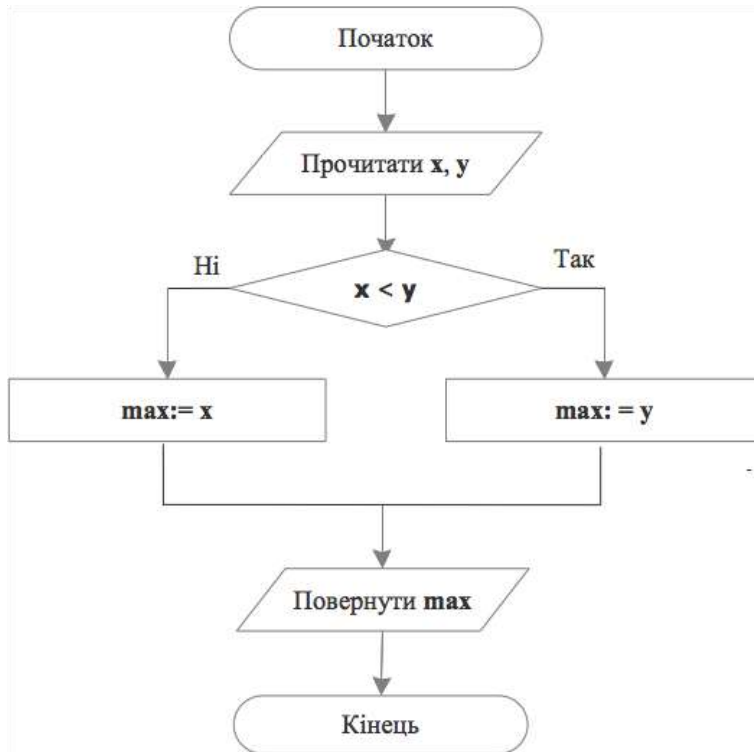 Початок
Прочитати x, y
Ні
Так
x < y
max:= x
max: = y
Повернути max
Кінець